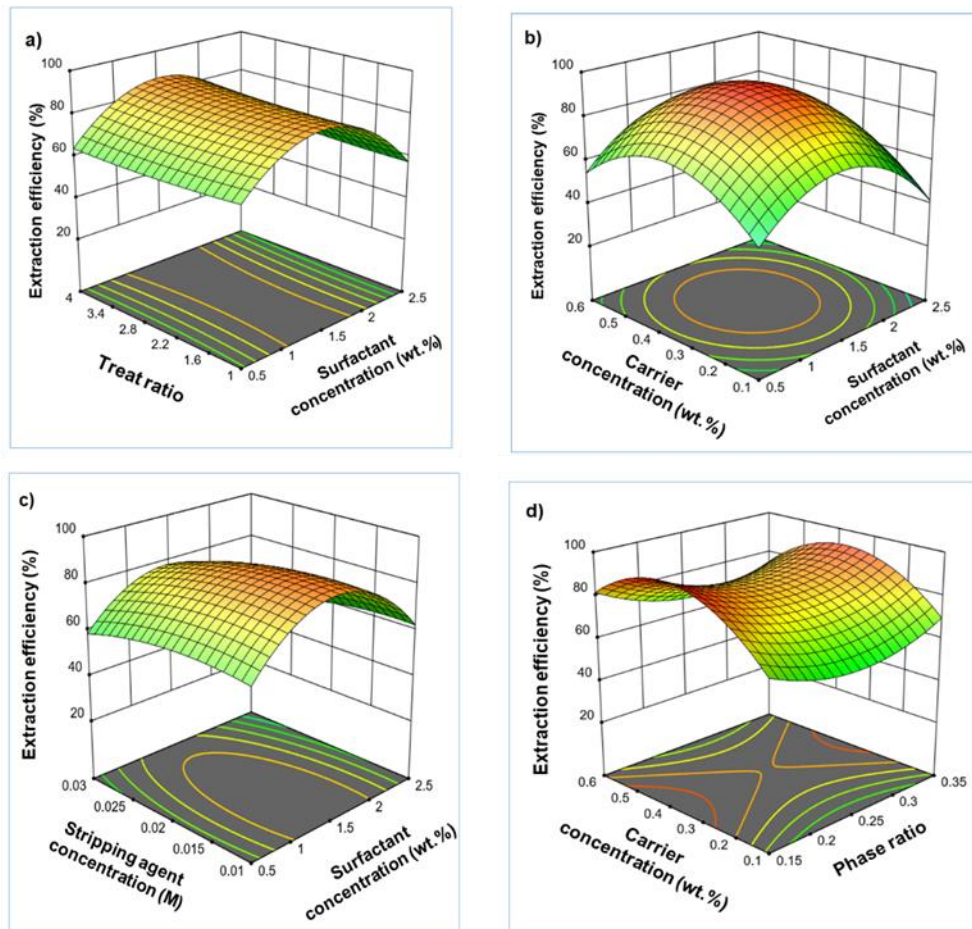 a)
100
80
60
40
20
Extraction efficiency (%)
4
3.4
2.8
2.2
1.6
1
Treat ratio
0.5
1
1.5
2
2.5
Surfactant
concentration (wt.%)
b)
100
80
60
40
20
Extraction efficiency (%)
0.6
0.5
0.4
0.3
0.2
0.1
Carrier
concentration (wt.%)
0.5
1
1.5
2
2.5
Surfactant
concentration (wt.%)
c)
100
80
60
40
20
Extraction efficiency (%)
0.03
0.025
0.02
0.015
0.01
Stripping agent
concentration (M)
0.5
1
1.5
2
2.5
Surfactant
concentration (wt.%)
d)
100
80
60
40
20
Extraction efficiency (%)
0.6
0.5
0.4
0.3
0.2
0.1
Carrier
concentration (wt.%)
0.15
0.2
0.25
0.3
0.35
Phase ratio